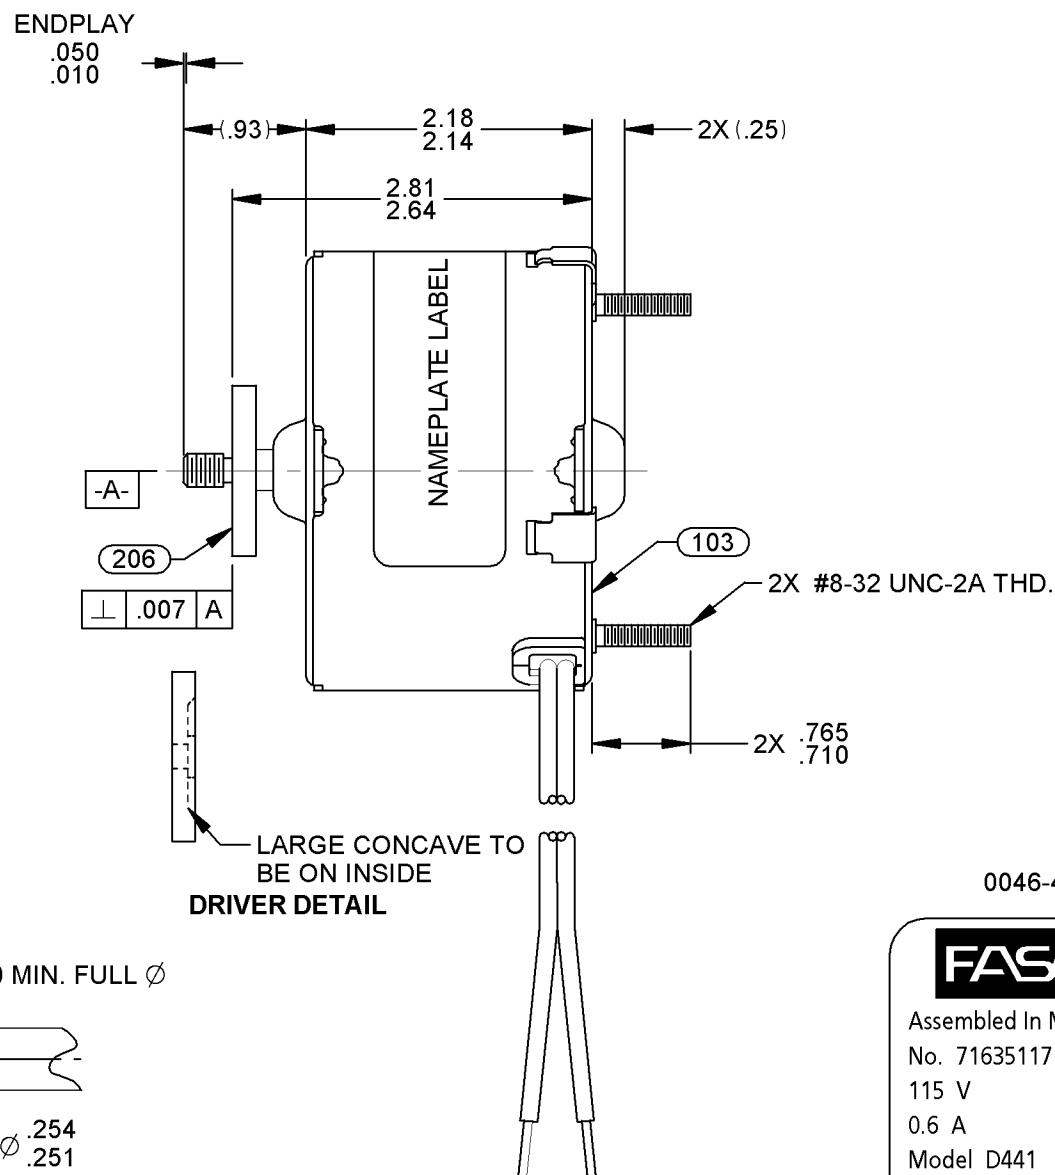 ENDPLAY
.050
.010
(.93)
2.18
2.14
2X (.25)
2.81
2.64
NAMEPLATE LABEL
-A-
206
103
2X #8-32 UNC-2A THD.
⊥ .007 A
2X .765
.710
LARGE CONCAVE TO
BE ON INSIDE
DRIVER DETAIL
MIN. FULL Ø
Ø .254
.251
0046-
FAS
Assembled In
No. 71635117
115 V
0.6 A
Model D441